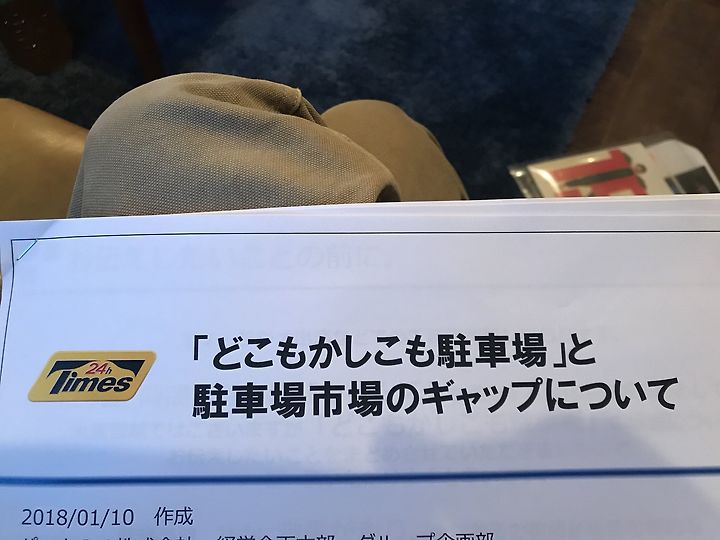 24h
Times
「どこもかしこも駐車場」と
駐車場市場のギャップについて
2018/01/10 作成